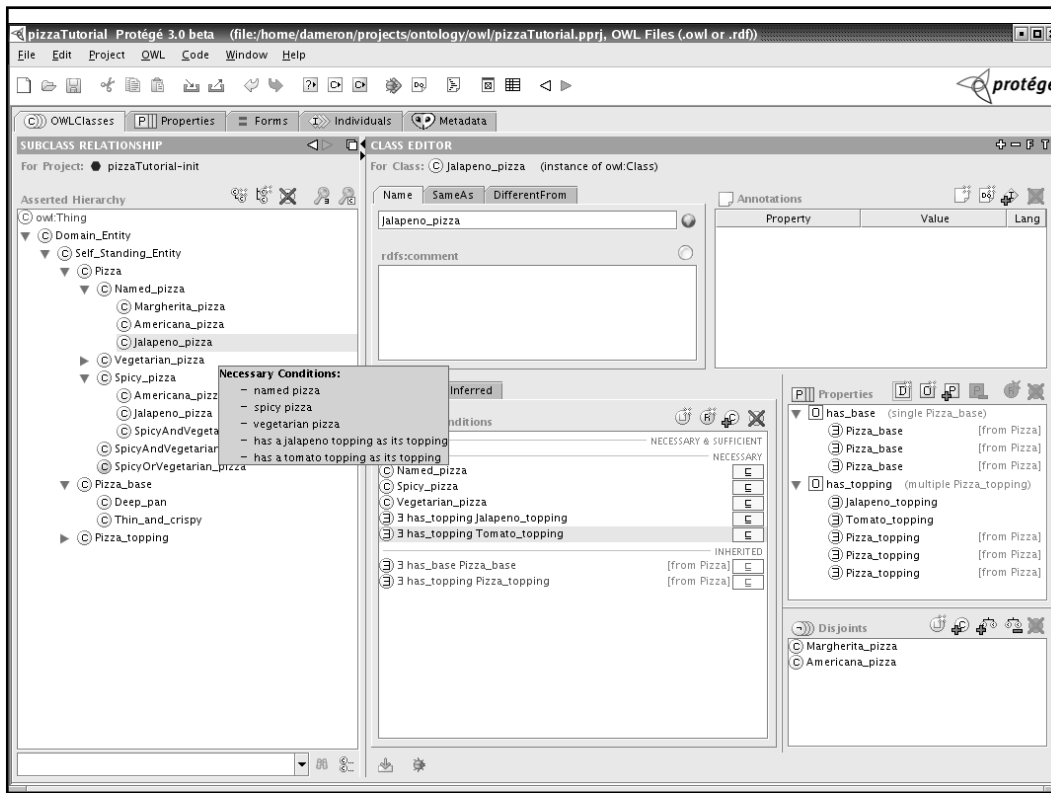 pizzaTutorial Protégé 3.0 beta (file:/home/dameron/projects/ontology/owl/pizzaTutorial.pprj, OWL Files (.owl or .rdf))
File Edit Project OWL Code Window Help
protégé
OWLClasses Properties Forms Individuals Metadata
SUBCLASS RELATIONSHIP
For Project: pizzaTutorial-init
Asserted Hierarchy
owl:Thing
Domain_Entity
Self_Standing_Entity
Pizza
Named_pizza
Margherita_pizza
Americana_pizza
Jalapeno_pizza
Vegetarian_pizza
Spicy_pizza
Americana_pizz
Jalapeno_pizza
SpicyAndVegeta
SpicyAndVegetarian
SpicyOrVegetarian_pizza
Pizza_base
Deep_pan
Thin_and_crispy
Pizza_topping
Necessary Conditions:
– named pizza
– spicy pizza
– vegetarian pizza
– has a jalapeno topping as its topping
– has a tomato topping as its topping
CLASS EDITOR
For Class: Jalapeno_pizza (instance of owl:Class)
Name SameAs DifferentFrom
Jalapeno_pizza
rdfs:comment
Annotations
Property Value Lang
Inferred
nditions
NECESSARY & SUFFICIENT
NECESSARY
Named_pizza
Spicy_pizza
Vegetarian_pizza
∃ has_topping Jalapeno_topping
∃ has_topping Tomato_topping
INHERITED
∃ has_base Pizza_base [from Pizza]
∃ has_topping Pizza_topping [from Pizza]
Properties
has_base (single Pizza_base)
Pizza_base [from Pizza]
Pizza_base [from Pizza]
Pizza_base [from Pizza]
has_topping (multiple Pizza_topping)
Jalapeno_topping
Tomato_topping
Pizza_topping [from Pizza]
Pizza_topping [from Pizza]
Pizza_topping [from Pizza]
Disjoints
Margherita_pizza
Americana_pizza